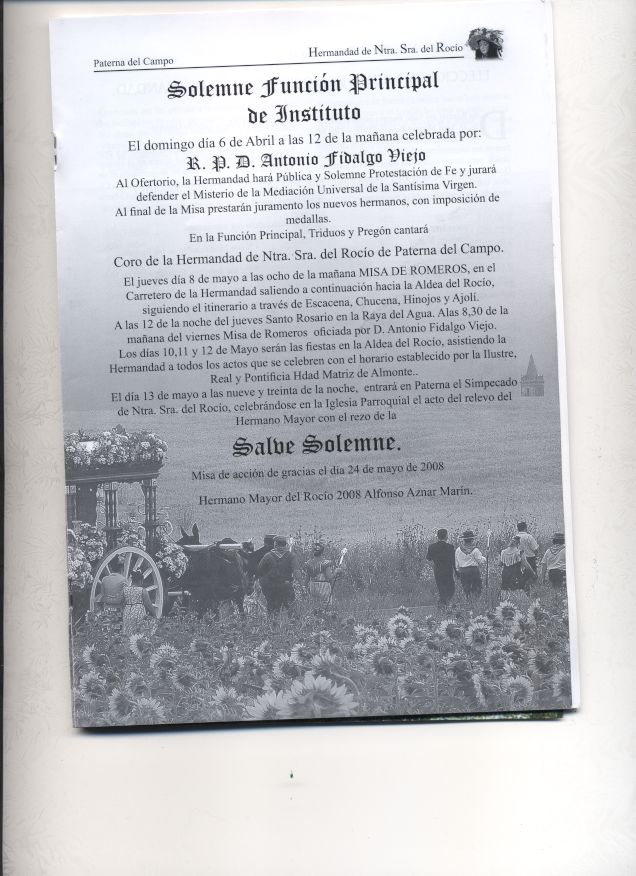 Paterna del Campo
Hermandad de Ntra. Sra. del Rocío
Solemne Función Principal
de Instituto
El domingo día 6 de Abril a las 12 de la mañana celebrada por:
R. P. D. Antonio Fidalgo Viejo
Al Ofertorio, la Hermandad hará Pública y Solemne Protestación de Fe y jurará
defender el Misterio de la Mediación Universal de la Santísima Virgen.
Al final de la Misa prestarán juramento los nuevos hermanos, con imposición de
medallas.
En la Función Principal, Triduos y Pregón cantará
Coro de la Hermandad de Ntra. Sra. del Rocío de Paterna del Campo.
El jueves día 8 de mayo a las ocho de la mañana MISA DE ROMEROS, en el
Carretero de la Hermandad saliendo a continuación hacia la Aldea del Rocío,
siguiendo el itinerario a través de Escacena, Chucena, Hinojos y Ajolí.
A las 12 de la noche del jueves Santo Rosario en la Raya del Agua. Alas 8,30 de la
mañana del viernes Misa de Romeros oficiada por D. Antonio Fidalgo Viejo.
Los días 10,11 y 12 de Mayo serán las fiestas en la Aldea del Rocío, asistiendo la
Hermandad a todos los actos que se celebren con el horario establecido por la Ilustre,
Real y Pontificia Hdad Matriz de Almonte..
El día 13 de mayo a las nueve y treinta de la noche, entrará en Paterna el Simpecado
de Ntra. Sra. del Rocío, celebrándose en la Iglesia Parroquial el acto del relevo del
Hermano Mayor con el rezo de la
Salve Solemne.
Misa de acción de gracias el día 24 de mayo de 2008
Hermano Mayor del Rocío 2008 Alfonso Aznar Marín.